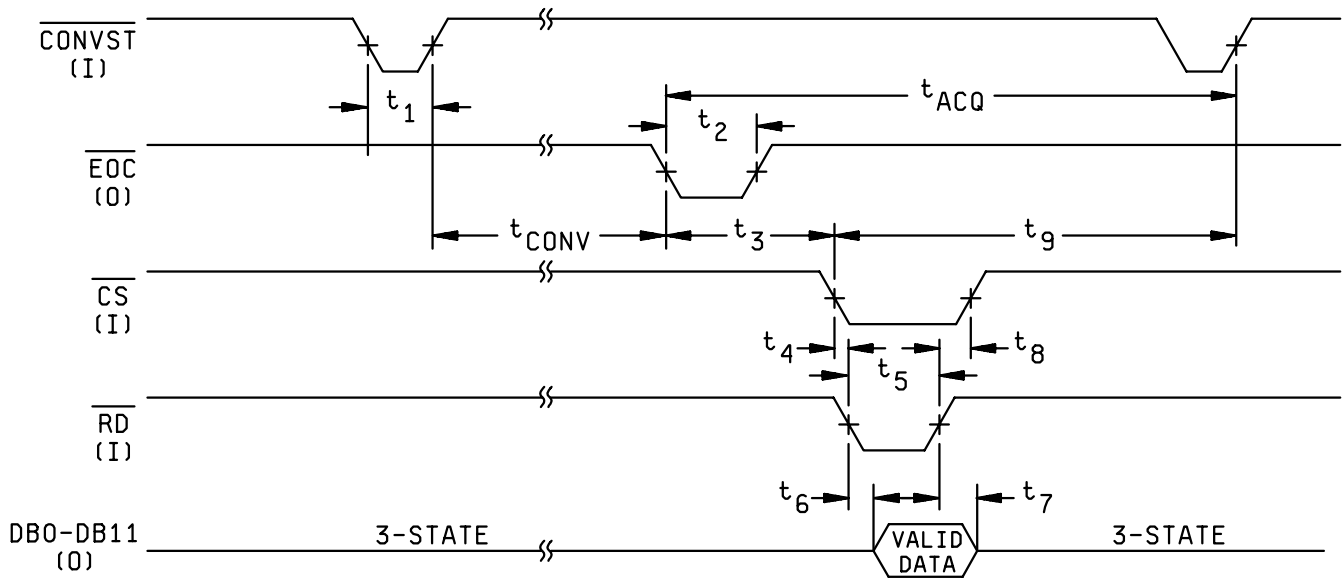 CONVST
(I)
t1
tACQ
t2
EOC
(O)
tCONV
t3
t9
CS
(I)
t4
t5
t8
RD
(I)
t6
t7
DB0-DB11
(O)
3-STATE
VALID
DATA
3-STATE